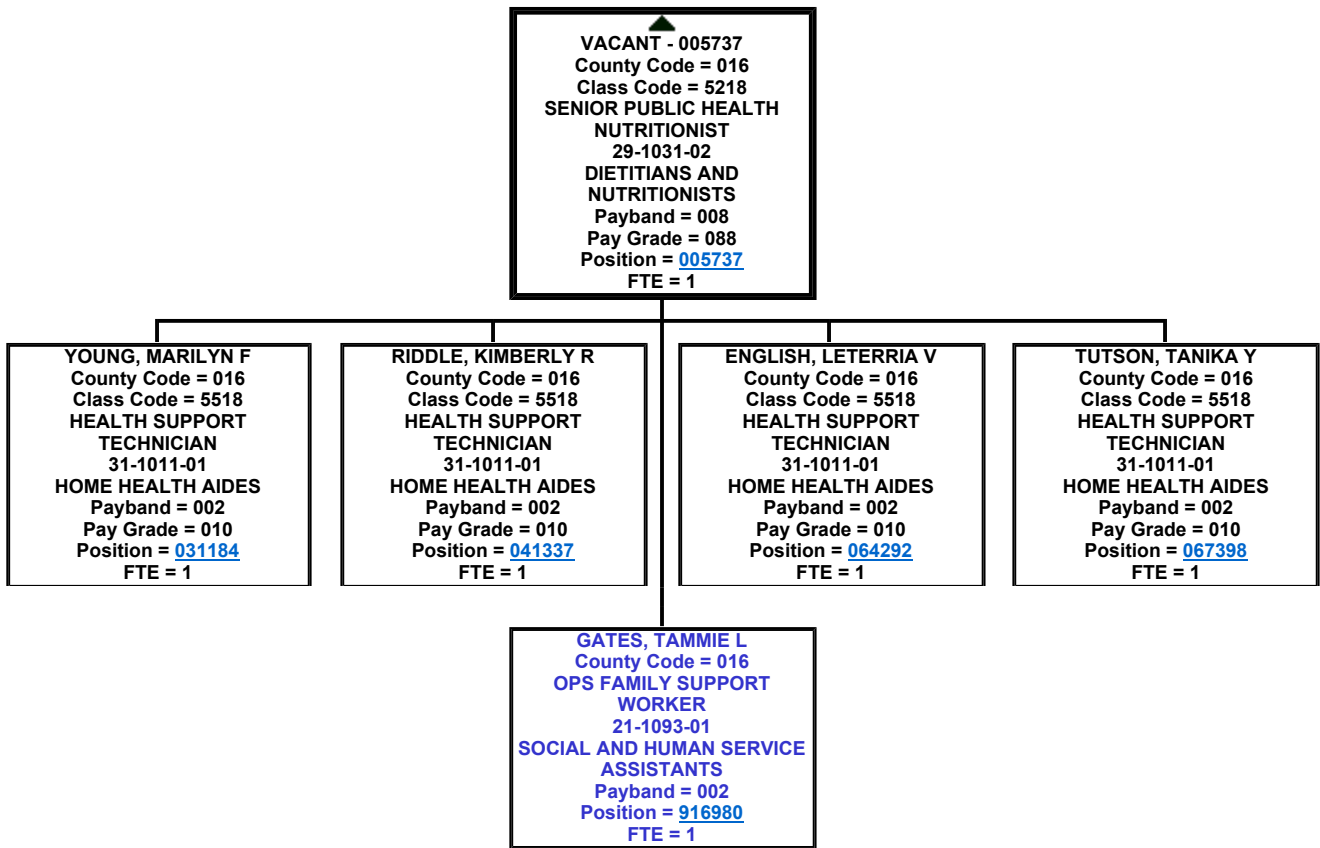 VACANT - 005737
County Code = 016
Class Code = 5218
SENIOR PUBLIC HEALTH
NUTRITIONIST
29-1031-02
DIETITIANS AND
NUTRITIONISTS
Payband = 008
Pay Grade = 088
Position = 005737
FTE = 1
YOUNG, MARILYN F
County Code = 016
Class Code = 5518
HEALTH SUPPORT
TECHNICIAN
31-1011-01
HOME HEALTH AIDES
Payband = 002
Pay Grade = 010
Position = 031184
FTE = 1
RIDDLE, KIMBERLY R
County Code = 016
Class Code = 5518
HEALTH SUPPORT
TECHNICIAN
31-1011-01
HOME HEALTH AIDES
Payband = 002
Pay Grade = 010
Position = 041337
FTE = 1
ENGLISH, LETERRIA V
County Code = 016
Class Code = 5518
HEALTH SUPPORT
TECHNICIAN
31-1011-01
HOME HEALTH AIDES
Payband = 002
Pay Grade = 010
Position = 064292
FTE = 1
TUTSON, TANIKA Y
County Code = 016
Class Code = 5518
HEALTH SUPPORT
TECHNICIAN
31-1011-01
HOME HEALTH AIDES
Payband = 002
Pay Grade = 010
Position = 067398
FTE = 1
GATES, TAMMIE L
County Code = 016
OPS FAMILY SUPPORT
WORKER
21-1093-01
SOCIAL AND HUMAN SERVICE
ASSISTANTS
Payband = 002
Position = 916980
FTE = 1